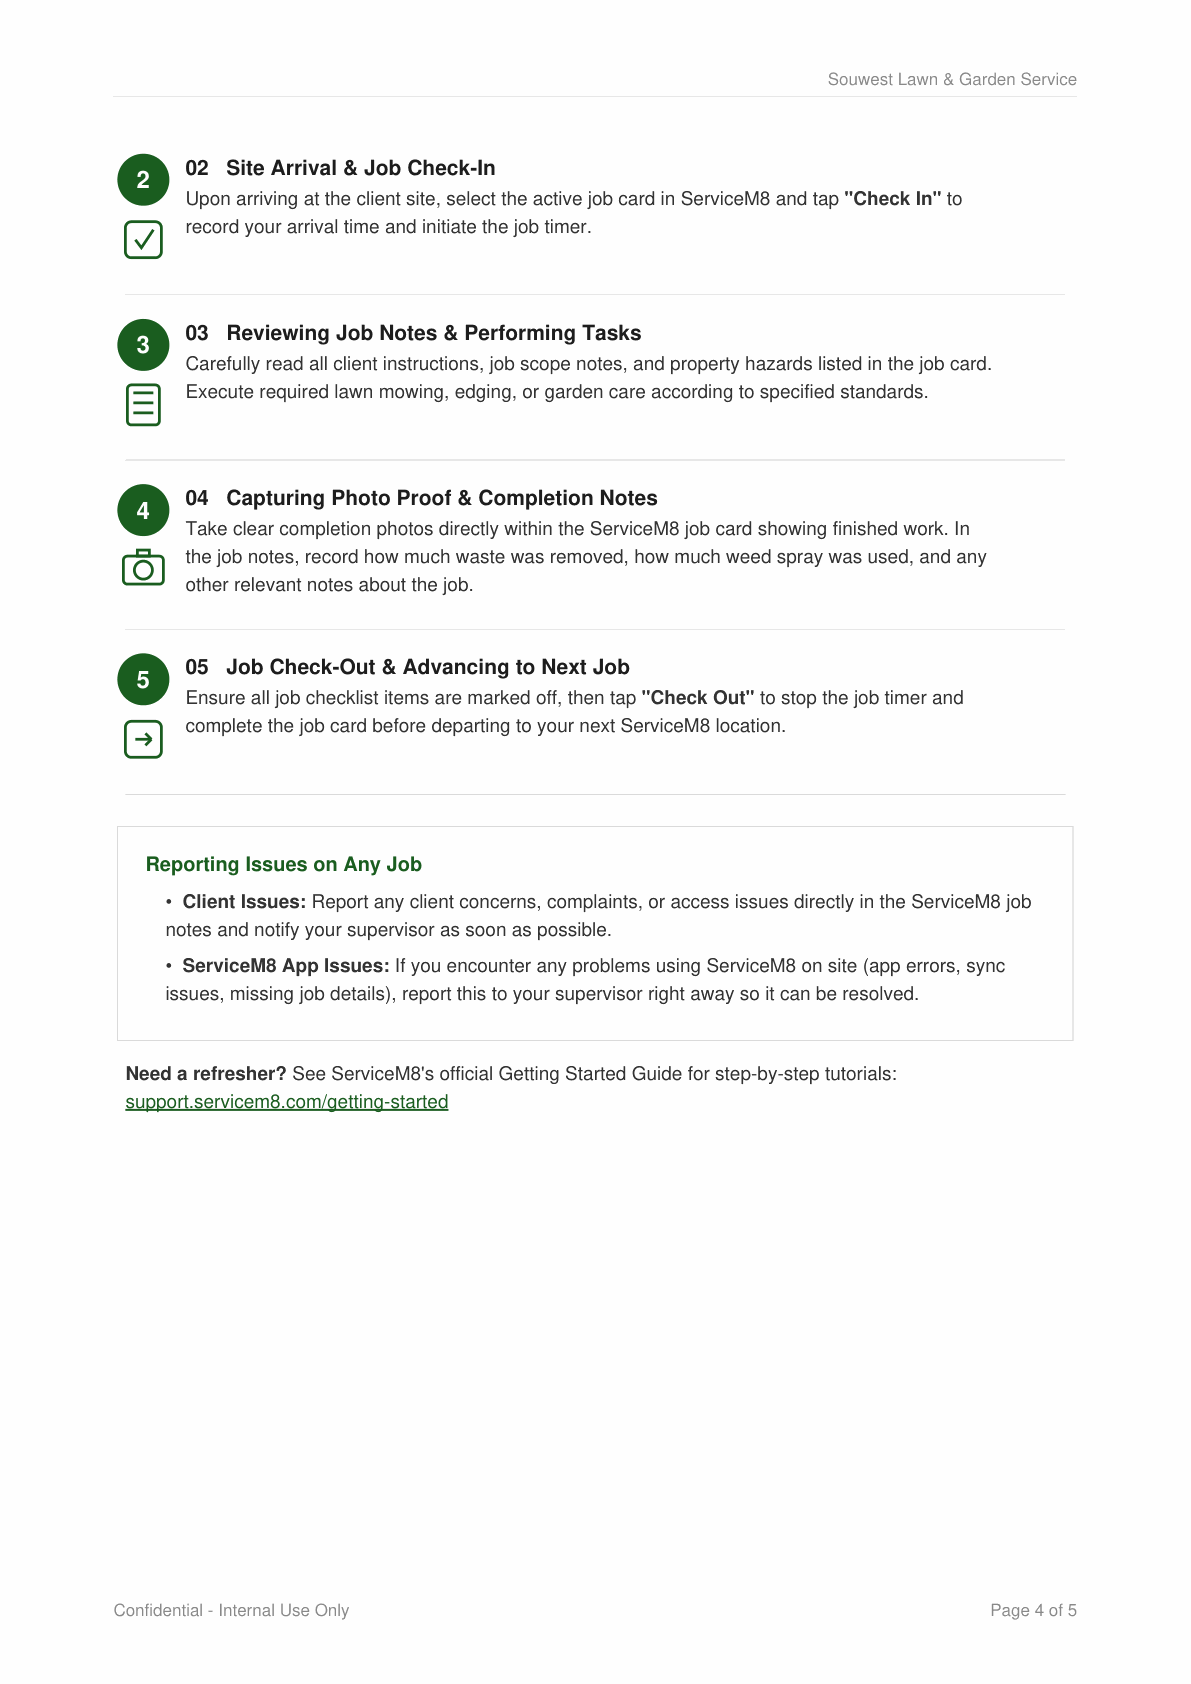 Souwest Lawn & Garden Service
2
02 Site Arrival & Job Check-In
Upon arriving at the client site, select the active job card in ServiceM8 and tap "Check In" to
record your arrival time and initiate the job timer.
3
03 Reviewing Job Notes & Performing Tasks
Carefully read all client instructions, job scope notes, and property hazards listed in the job card.
Execute required lawn mowing, edging, or garden care according to specified standards.
4
04 Capturing Photo Proof & Completion Notes
Take clear completion photos directly within the ServiceM8 job card showing finished work. In
the job notes, record how much waste was removed, how much weed spray was used, and any
other relevant notes about the job.
5
05 Job Check-Out & Advancing to Next Job
Ensure all job checklist items are marked off, then tap "Check Out" to stop the job timer and
complete the job card before departing to your next ServiceM8 location.
Reporting Issues on Any Job
• Client Issues: Report any client concerns, complaints, or access issues directly in the ServiceM8 job
notes and notify your supervisor as soon as possible.
• ServiceM8 App Issues: If you encounter any problems using ServiceM8 on site (app errors, sync
issues, missing job details), report this to your supervisor right away so it can be resolved.
Need a refresher? See ServiceM8's official Getting Started Guide for step-by-step tutorials:
support.servicem8.com/getting-started
Confidential - Internal Use Only
Page 4 of 5